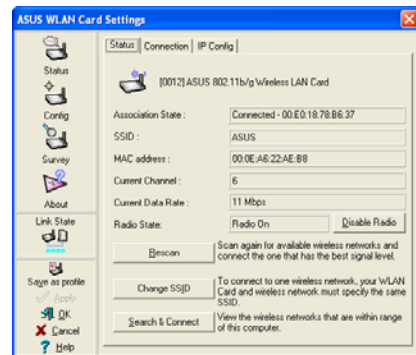 ASUS WLAN Card Settings
Status
Config
Survey
About
Link State
Save as profile
Apply
OK
Cancel
Help
Status Connection IP Config
[0012] ASUS 802.11b/g Wireless LAN Card
Association State : Connected - 00:E0:18:78:B6:37
SSID : ASUS
MAC address : 00:0E:A6:22:AE:B8
Current Channel : 6
Current Data Rate : 11 Mbps
Radio State: Radio On Disable Radio
Rescan
Scan again for available wireless networks and
connect the one that has the best signal level.
Change SSID
To connect to one wireless network, your WLAN
Card and wireless network must specify the same
SSID.
Search & Connect
View the wireless networks that are within range
of this computer.